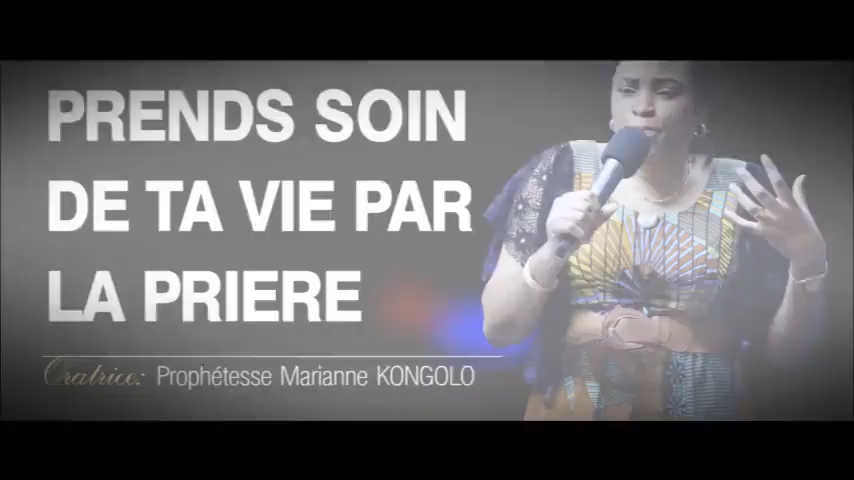 PRENDS SOIN
DE TA VIE PAR
LA PRIERE
Oratrice: Prophétesse Marianne KONGOLO